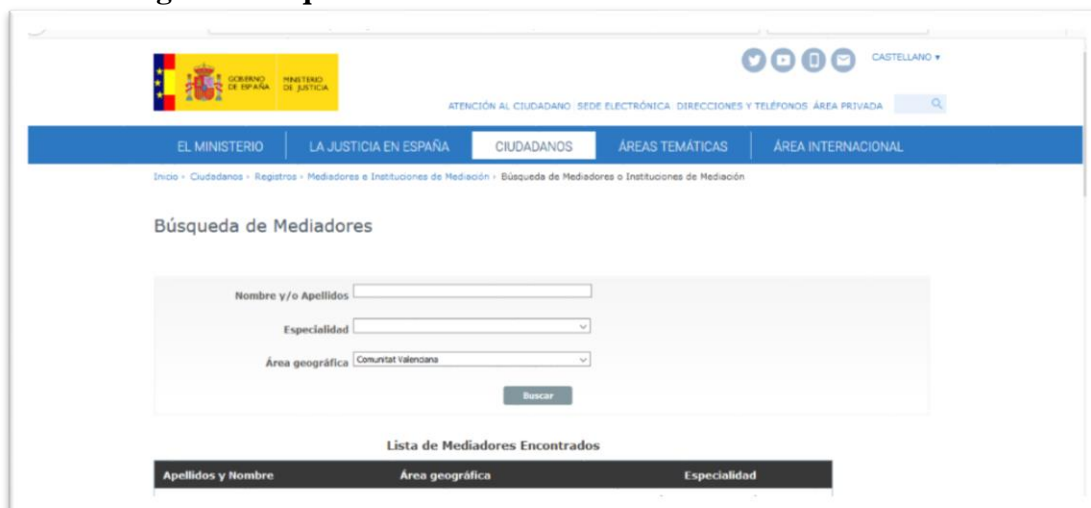 GOBIERNO MINISTERIO
DE ESPAÑA DE JUSTICIA
CASTELLANO
ATENCIÓN AL CIUDADANO SEDE ELECTRÓNICA DIRECCIONES Y TELÉFONOS ÁREA PRIVADA
EL MINISTERIO LA JUSTICIA EN ESPAÑA CIUDADANOS ÁREAS TEMÁTICAS ÁREA INTERNACIONAL
Inicio › Ciudadanos › Registros › Mediadores e Instituciones de Mediación › Búsqueda de Mediadores o Instituciones de Mediación
Búsqueda de Mediadores
Nombre y/o Apellidos
Especialidad
Área geográfica Comunitat Valenciana
Buscar
Lista de Mediadores Encontrados
Apellidos y Nombre Área geográfica Especialidad